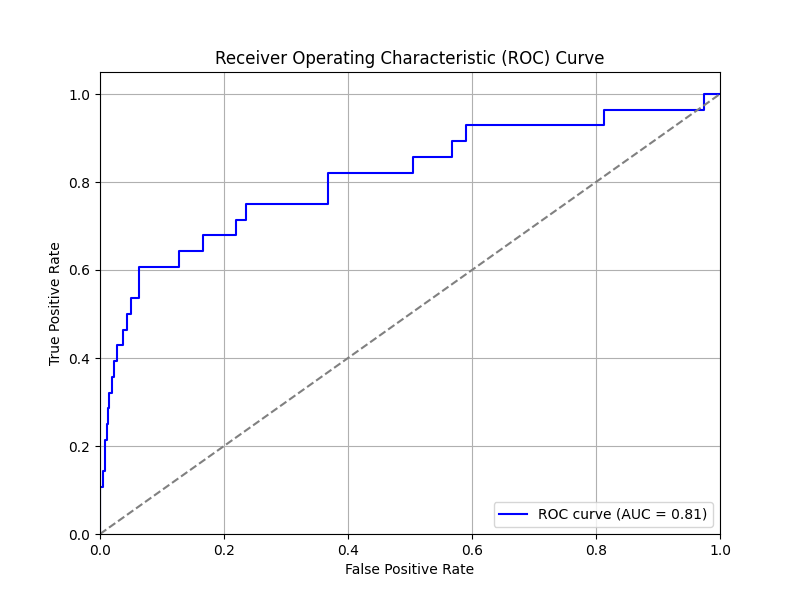 Receiver Operating Characteristic (ROC) Curve
True Positive Rate
1.0
0.8
0.6
0.4
0.2
0.0
0.0 0.2 0.4 0.6 0.8 1.0
False Positive Rate
ROC curve (AUC = 0.81)